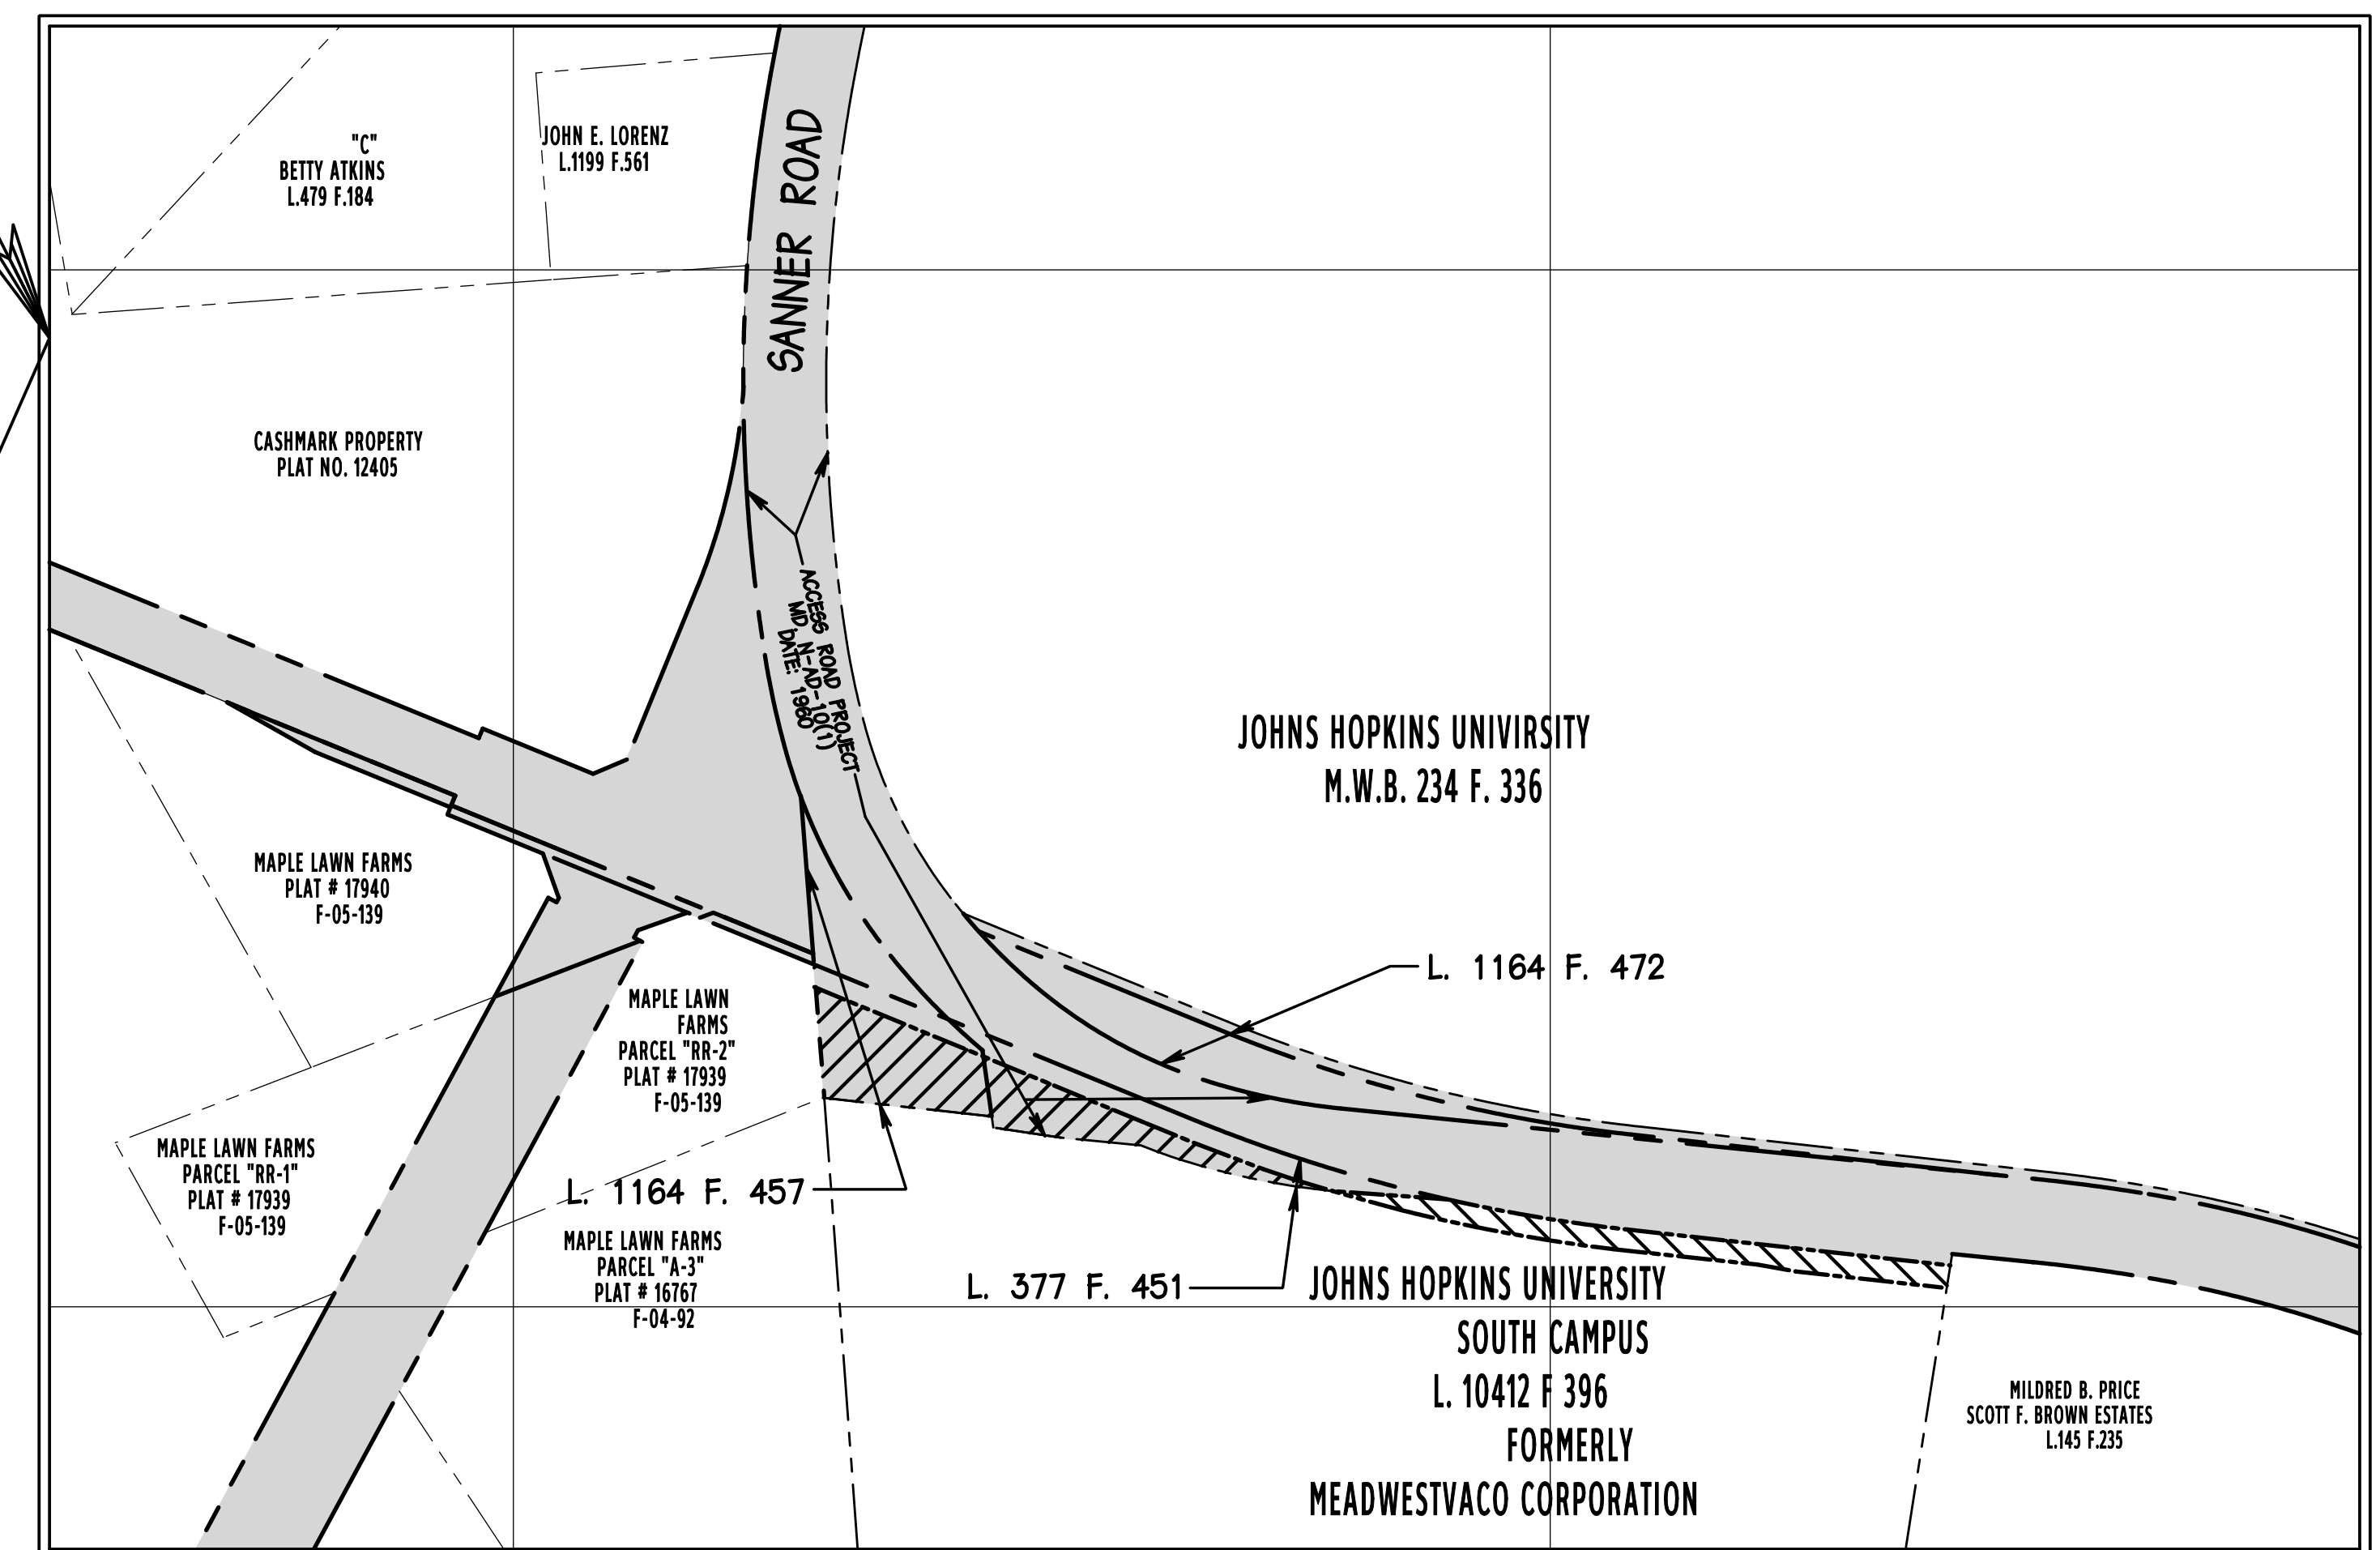 "C"
BETTY ATKINS
L.479 F.184
JOHN E. LORENZ
L.1199 F.561
SANNER ROAD
CASHMARK PROPERTY
PLAT NO. 12405
ACCESS ROAD PROJECT
MD. N-AD-10(1)
DATE: 1960
JOHNS HOPKINS UNIVIRSITY
M.W.B. 234 F. 336
MAPLE LAWN FARMS
PLAT # 17940
F-05-139
L. 1164 F. 472
MAPLE LAWN
FARMS
PARCEL "RR-2"
PLAT # 17939
F-05-139
MAPLE LAWN FARMS
PARCEL "RR-1"
PLAT # 17939
F-05-139
L. 1164 F. 457
MAPLE LAWN FARMS
PARCEL "A-3"
PLAT # 16767
F-04-92
L. 377 F. 451
JOHNS HOPKINS UNIVERSITY
SOUTH CAMPUS
L. 10412 F 396
FORMERLY
MEADWESTVACO CORPORATION
MILDRED B. PRICE
SCOTT F. BROWN ESTATES
L.145 F.235